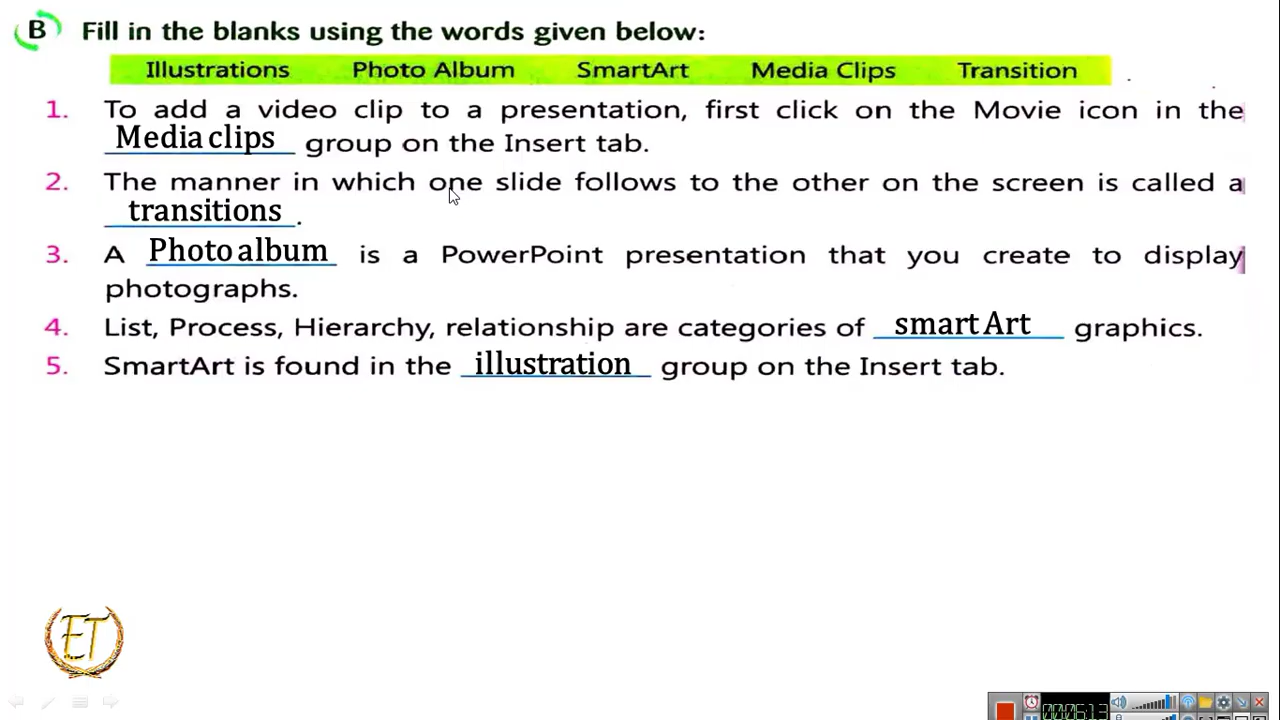 B Fill in the blanks using the words given below:
Illustrations Photo Album SmartArt Media Clips Transition
1. To add a video clip to a presentation, first click on the Movie icon in the
Media clips group on the Insert tab.
2. The manner in which one slide follows to the other on the screen is called a
transitions.
3. A Photo album is a PowerPoint presentation that you create to display
photographs.
4. List, Process, Hierarchy, relationship are categories of smart Art graphics.
5. SmartArt is found in the illustration group on the Insert tab.
ET